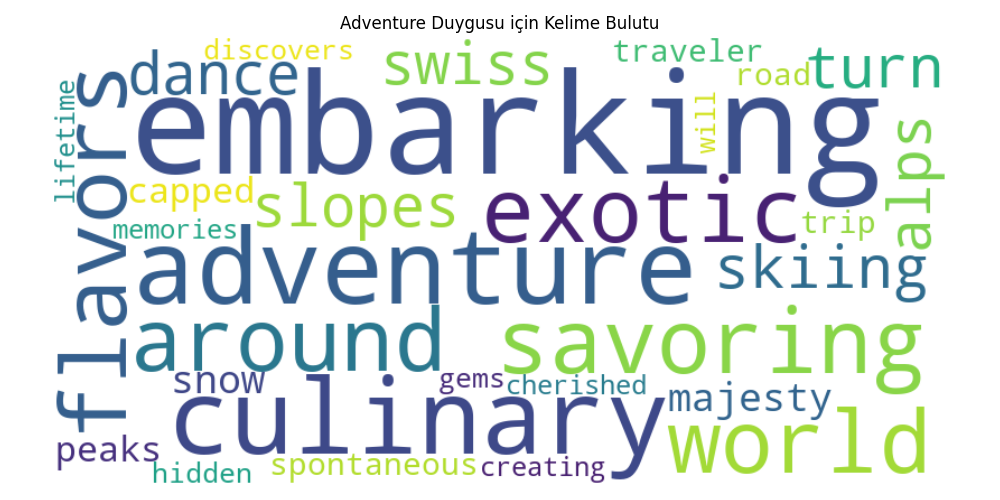 Adventure Duygusu için Kelime Bulutu
discovers
swiss
traveler
dance
road
turn
embarking
lifetime
will
flavors
alps
capped
slopes
exotic
trip
memories
adventure
skiing
around
savoring
snow
gems
cherished
culinary
majesty
world
peaks
hidden
spontaneous
creating